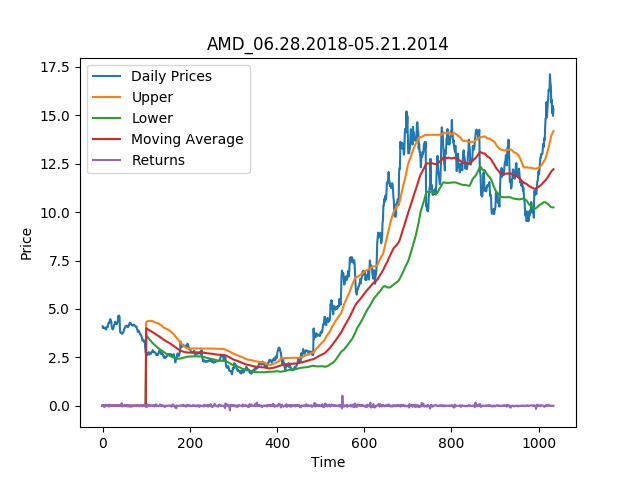 AMD_06.28.2018-05.21.2014
17.5
15.0
12.5
10.0
7.5
5.0
2.5
0.0
Price
Daily Prices
Upper
Lower
Moving Average
Returns
0 200 400 600 800 1000
Time